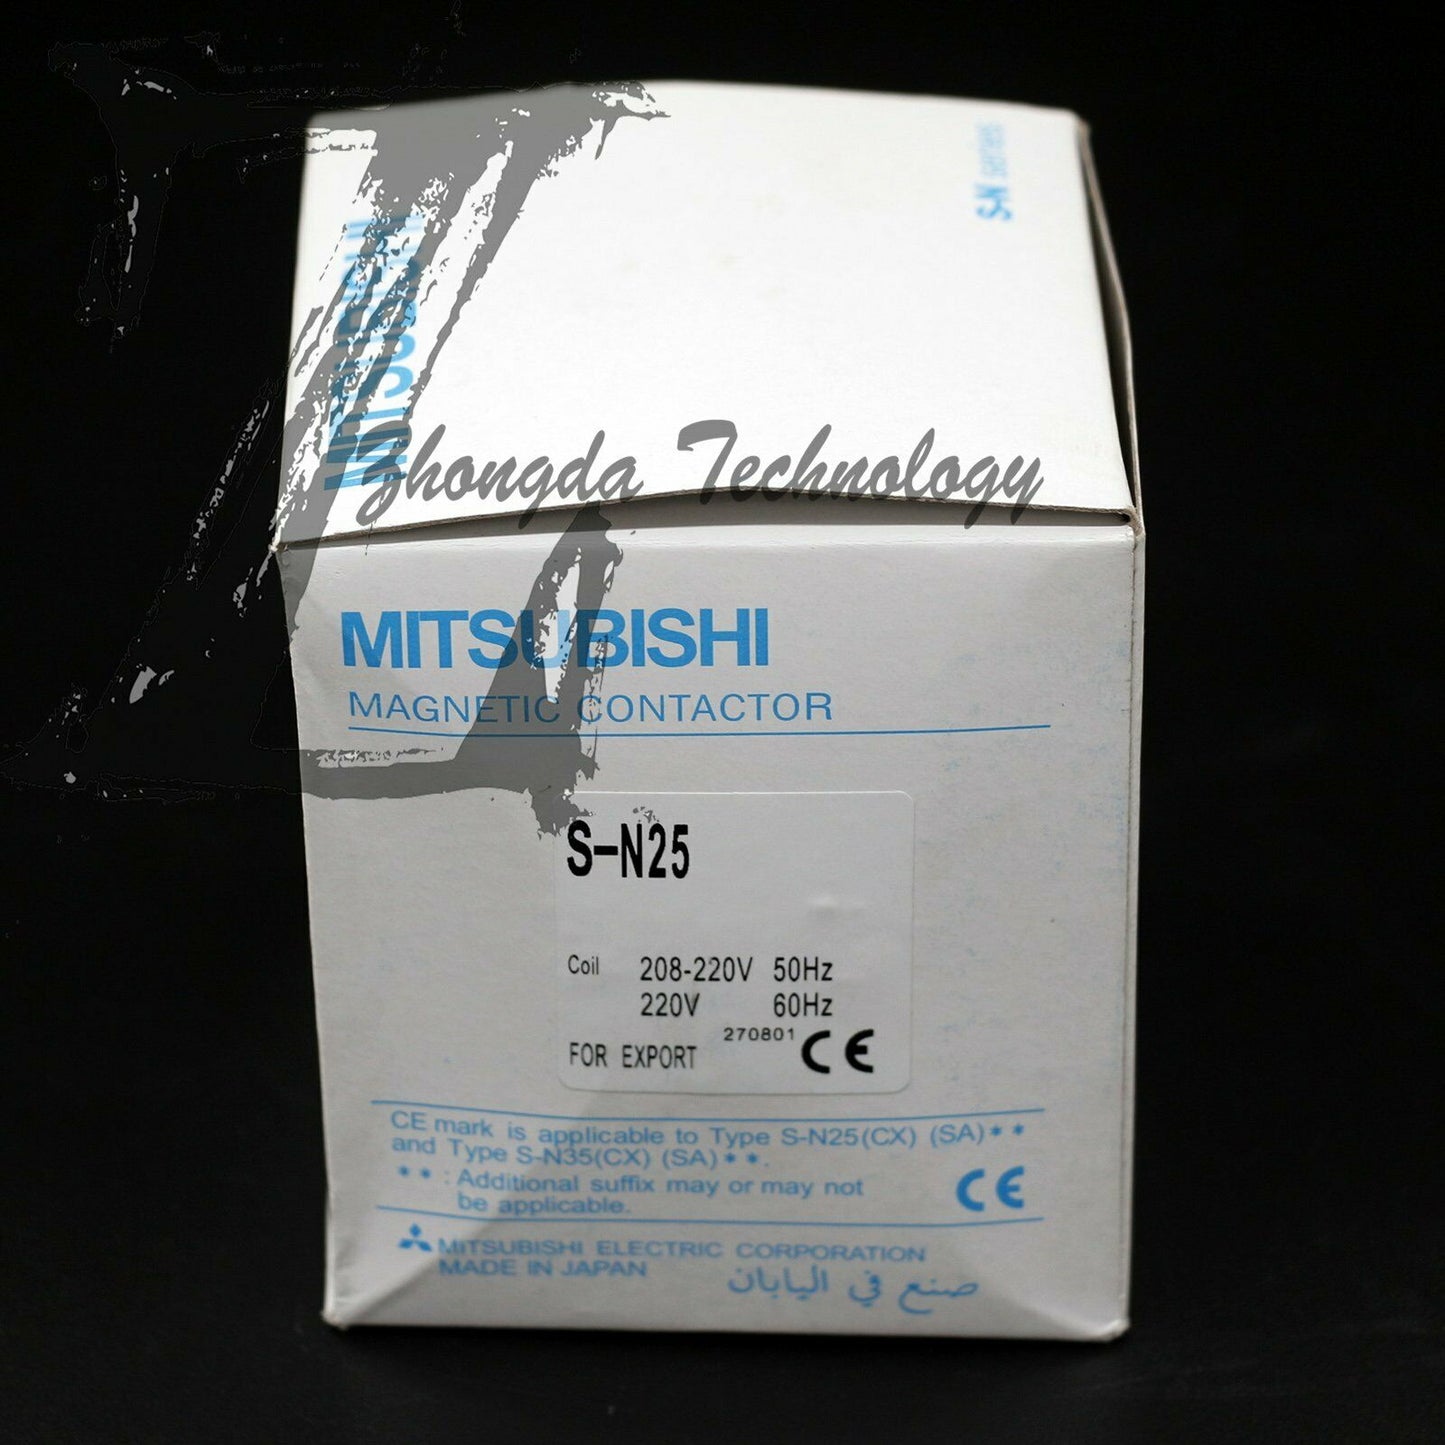 S-N series
MITSUBISHI
Zhongda Technology
MITSUBISHI
MAGNETIC CONTACTOR
S-N25
Coil 208-220V 50Hz
220V 60Hz
270801
FOR EXPORT CE
CE mark is applicable to Type S-N25(CX) (SA)**
and Type S-N35(CX) (SA)**.
** : Additional suffix may or may not
be applicable.
CE
MITSUBISHI ELECTRIC CORPORATION
MADE IN JAPAN
صنع في اليابان